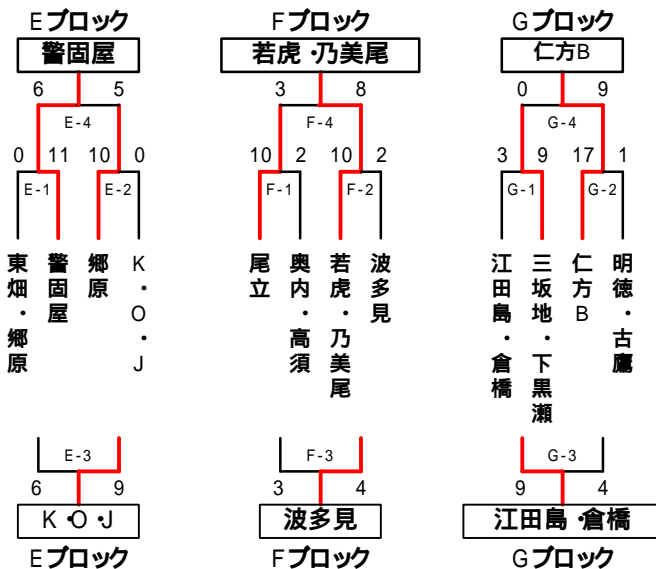 Eブロック Fブロック Gブロック
警固屋 若虎・乃美尾 仁方B
6 5 3 8 0 9
E-4 F-4 G-4
0 11 10 0 10 2 10 2 3 9 17 1
E-1 E-2 F-1 F-2 G-1 G-2
東畑・郷原
警固屋
郷原
K・O・J
尾立
奥内・高須
若虎・乃美尾
波多見
江田島・倉橋
三坂地・下黒瀬
仁方B
明徳・古鷹
E-3 F-3 G-3
6 9 3 4 9 4
K・O・J 波多見 江田島・倉橋
Eブロック Fブロック Gブロック